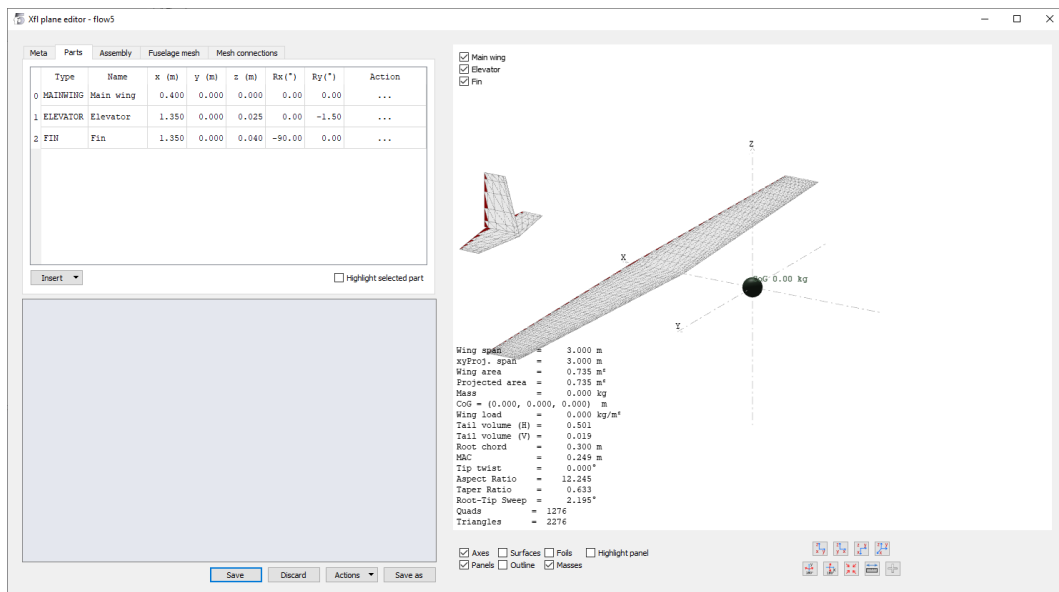 Xfl plane editor - flow5
Meta Parts Assembly Fuselage mesh Mesh connections
Type Name x (m) y (m) z (m) Rx(°) Ry(°) Action
0 MAINWING Main wing 0.400 0.000 0.000 0.00 0.00 ...
1 ELEVATOR Elevator 1.350 0.000 0.025 0.00 -1.50 ...
2 FIN Fin 1.350 0.000 0.040 -90.00 0.00 ...
Insert Highlight selected part
Save Discard Actions Save as
Main wing
Elevator
Fin
Z
X
CoG 0.00 kg
Y
Wing span = 3.000 m
xyProj. span = 3.000 m
Wing area = 0.735 m²
Projected area = 0.735 m²
Mass = 0.000 kg
CoG = (0.000, 0.000, 0.000) m
Wing load = 0.000 kg/m²
Tail volume (H) = 0.501
Tail volume (V) = 0.019
Root chord = 0.300 m
MAC = 0.249 m
Tip twist = 0.000°
Aspect Ratio = 12.245
Taper Ratio = 0.633
Root-Tip Sweep = 2.195°
Quads = 1276
Triangles = 2276
Axes Surfaces Foils Highlight panel
Panels Outline Masses